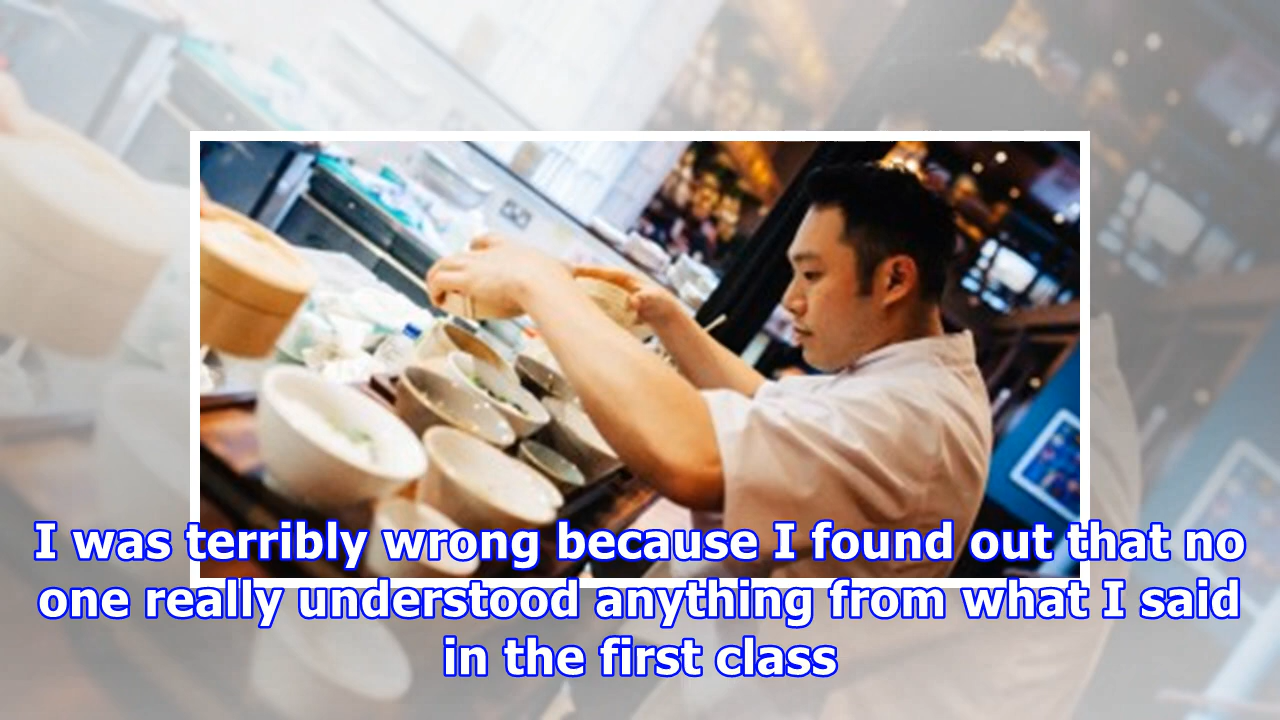 I was terribly wrong because I found out that no
one really understood anything from what I said
in the first class